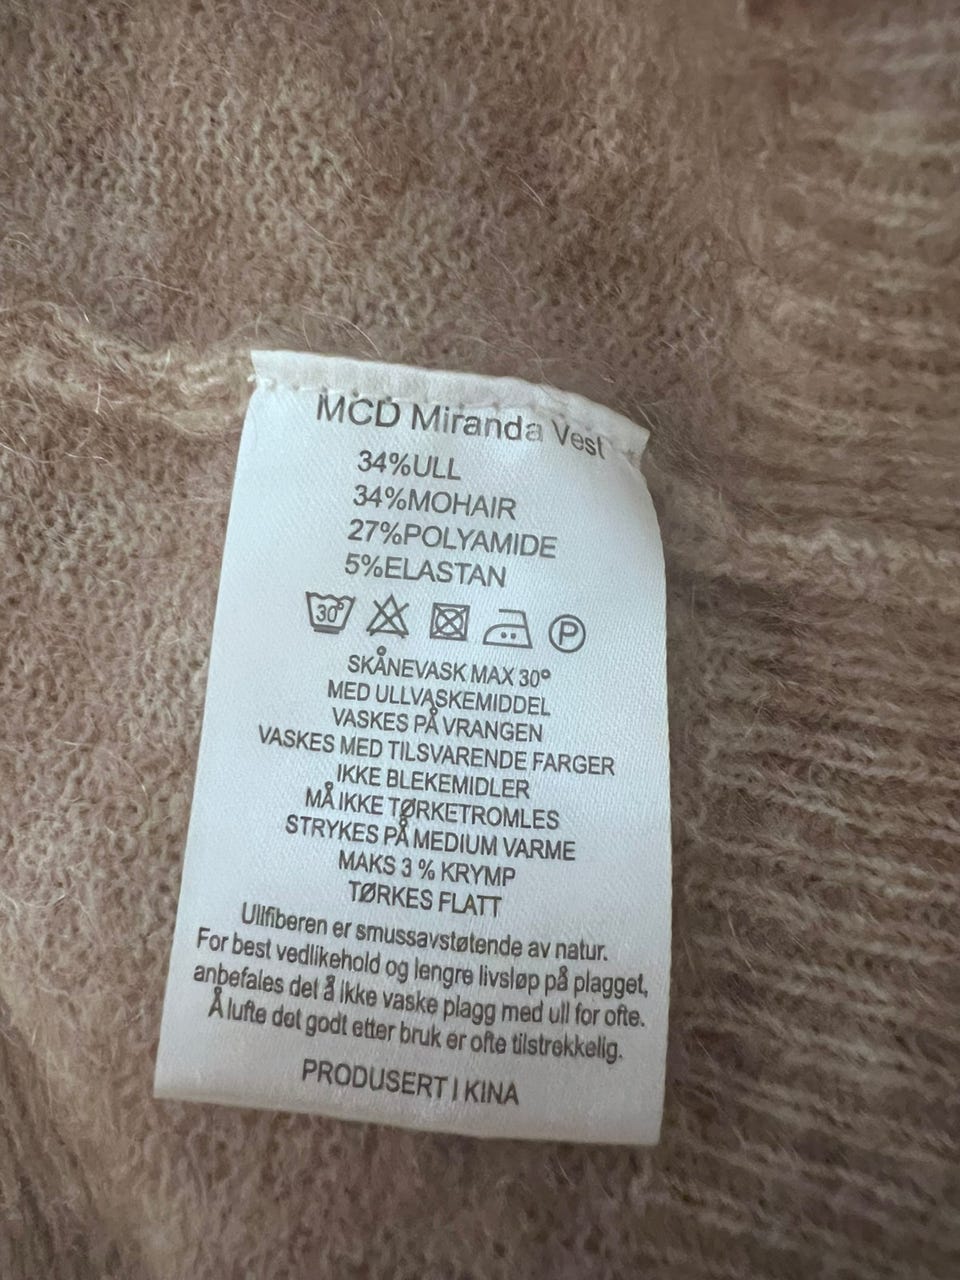 MCD Miranda Vest
34%ULL
34%MOHAIR
27%POLYAMIDE
5%ELASTAN
30° P
SKÅNEVASK MAX 30°
MED ULLVASKEMIDDEL
VASKES PÅ VRANGEN
VASKES MED TILSVARENDE FARGER
IKKE BLEKEMIDLER
MÅ IKKE TØRKETROMLES
STRYKES PÅ MEDIUM VARME
MAKS 3 % KRYMP
TØRKES FLATT
Ullfiberen er smussavstøtende av natur.
For best vedlikehold og lengre livsløp på plagget,
anbefales det å ikke vaske plagg med ull for ofte.
Å lufte det godt etter bruk er ofte tilstrekkelig.
PRODUSERT I KINA